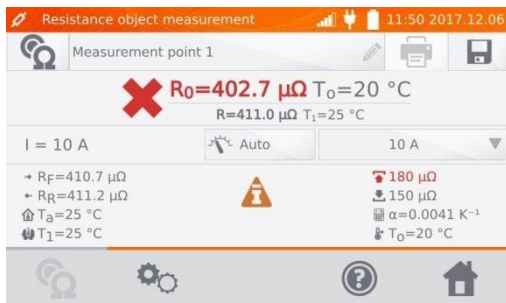 Resistance object measurement 11:50 2017.12.06
Measurement point 1
R0=402.7 µΩ To=20 °C
R=411.0 µΩ T1=25 °C
I = 10 A Auto 10 A
RF=410.7 µΩ 180 µΩ
RR=411.2 µΩ 150 µΩ
Ta=25 °C α=0.0041 K⁻¹
T1=25 °C To=20 °C